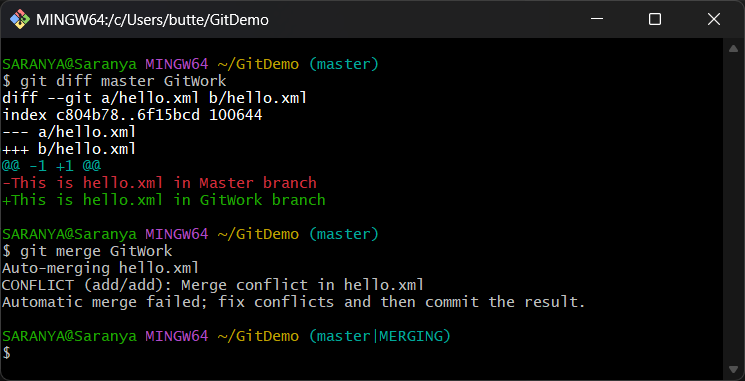 MINGW64:/c/Users/butte/GitDemo
SARANYA@Saranya MINGW64 ~/GitDemo (master)
$ git diff master GitWork
diff --git a/hello.xml b/hello.xml
index c804b78..6f15bcd 100644
--- a/hello.xml
+++ b/hello.xml
@@ -1 +1 @@
-This is hello.xml in Master branch
+This is hello.xml in GitWork branch
SARANYA@Saranya MINGW64 ~/GitDemo (master)
$ git merge GitWork
Auto-merging hello.xml
CONFLICT (add/add): Merge conflict in hello.xml
Automatic merge failed; fix conflicts and then commit the result.
SARANYA@Saranya MINGW64 ~/GitDemo (master|MERGING)
$